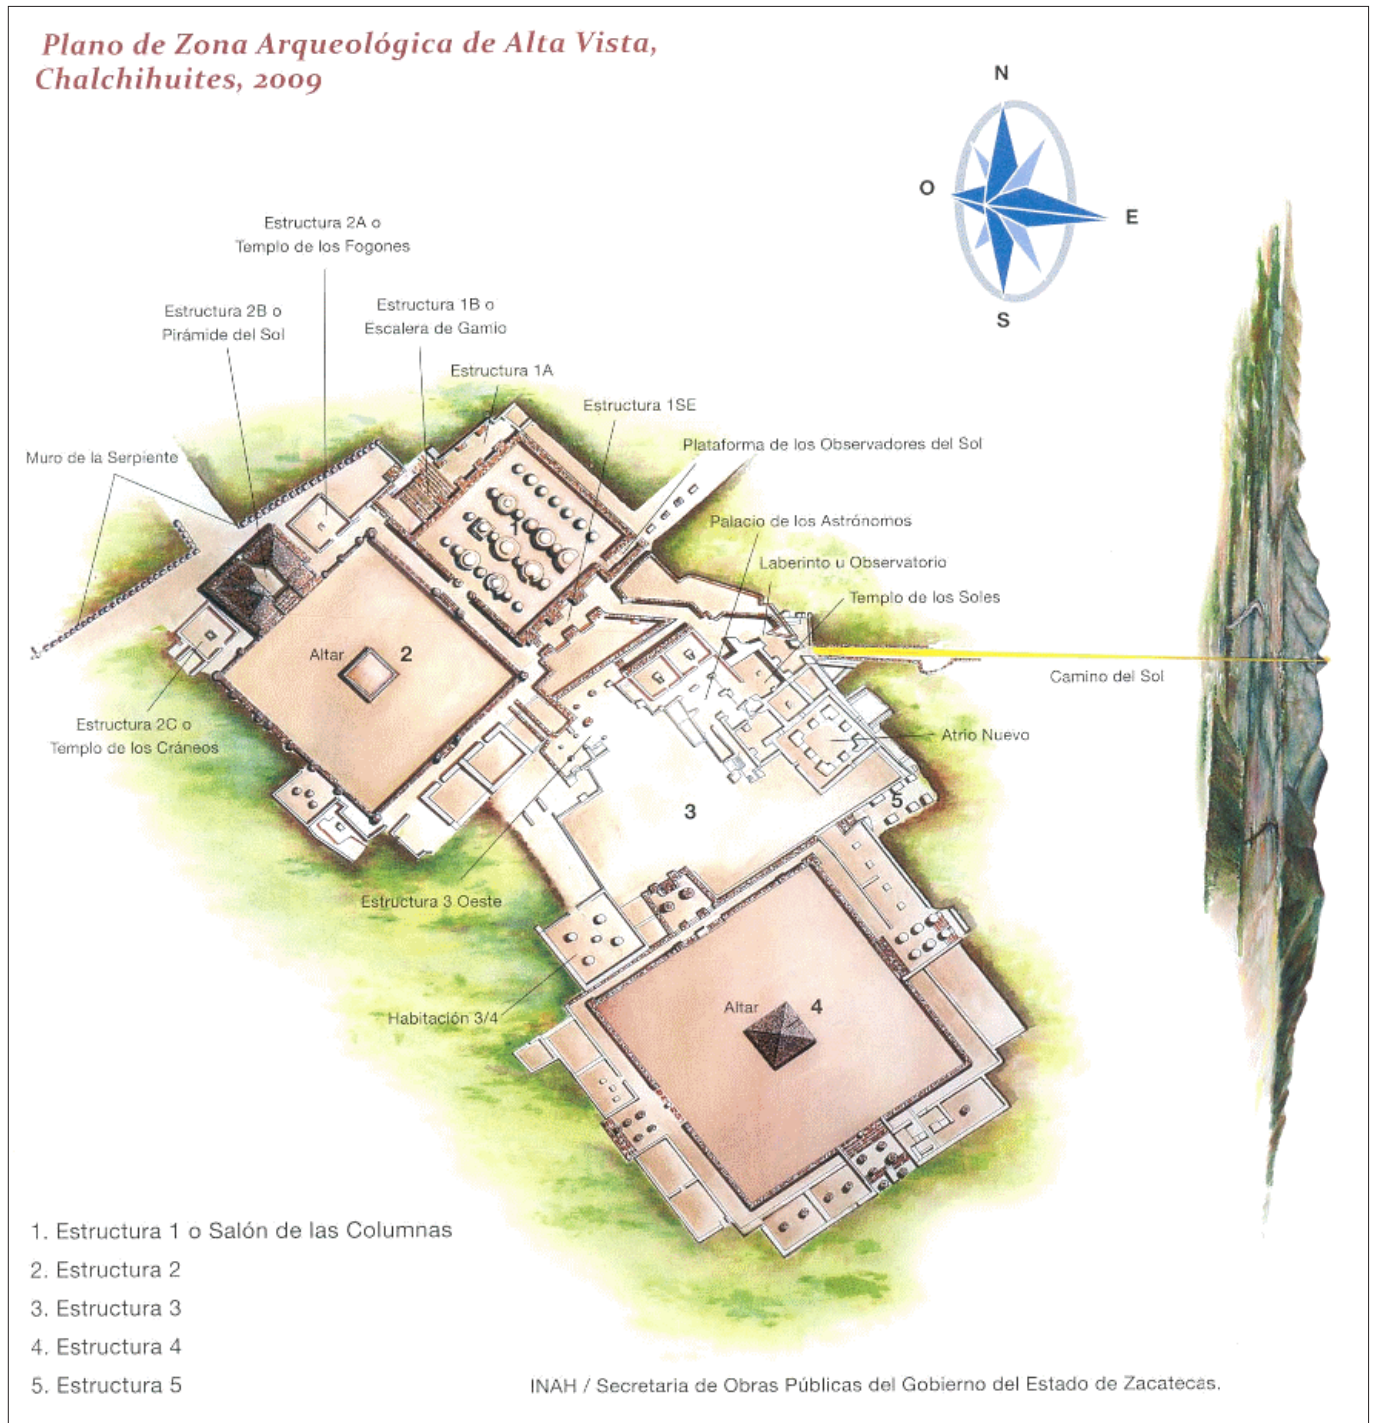 Plano de Zona Arqueológica de Alta Vista,
Chalchihuites, 2009
N
O
E
S
Estructura 2A o
Templo de los Fogones
Estructura 2B o
Pirámide del Sol
Estructura 1B o
Escalera de Gamio
Estructura 1A
Estructura 1SE
Plataforma de los Observadores del Sol
Muro de la Serpiente
Palacio de los Astrónomos
Laberinto u Observatorio
Templo de los Soles
1
Altar
2
Camino del Sol
Estructura 2C o
Templo de los Cráneos
Atrio Nuevo
3
5
Estructura 3 Oeste
Altar
4
Habitación 3/4
1. Estructura 1 o Salón de las Columnas
2. Estructura 2
3. Estructura 3
4. Estructura 4
5. Estructura 5
INAH / Secretaria de Obras Públicas del Gobierno del Estado de Zacatecas.